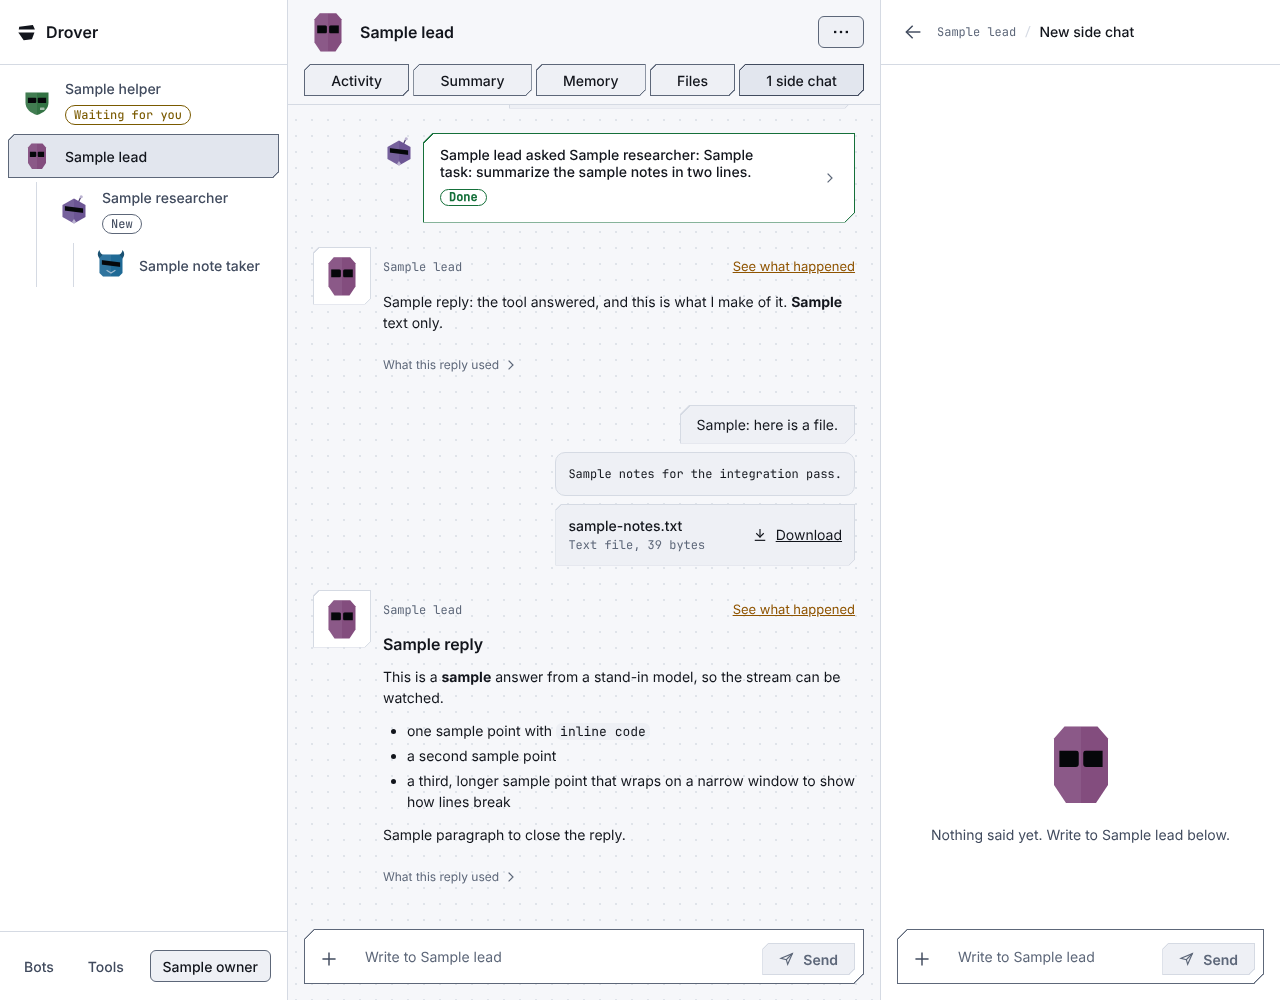 Drover
Sample helper
Waiting for you
Sample lead
Sample researcher
New
Sample note taker
Bots
Tools
Sample owner
Sample lead
...
Activity
Summary
Memory
Files
1 side chat
Sample lead asked Sample researcher: Sample
task: summarize the sample notes in two lines.
Done
Sample lead
See what happened
Sample reply: the tool answered, and this is what I make of it. Sample
text only.
What this reply used
Sample: here is a file.
Sample notes for the integration pass.
sample-notes.txt
Text file, 39 bytes
Download
Sample lead
See what happened
Sample reply
This is a sample answer from a stand-in model, so the stream can be
watched.
• one sample point with inline code
• a second sample point
• a third, longer sample point that wraps on a narrow window to show
how lines break
Sample paragraph to close the reply.
What this reply used
Write to Sample lead
Send
Sample lead / New side chat
Nothing said yet. Write to Sample lead below.
Write to Sample lead
Send